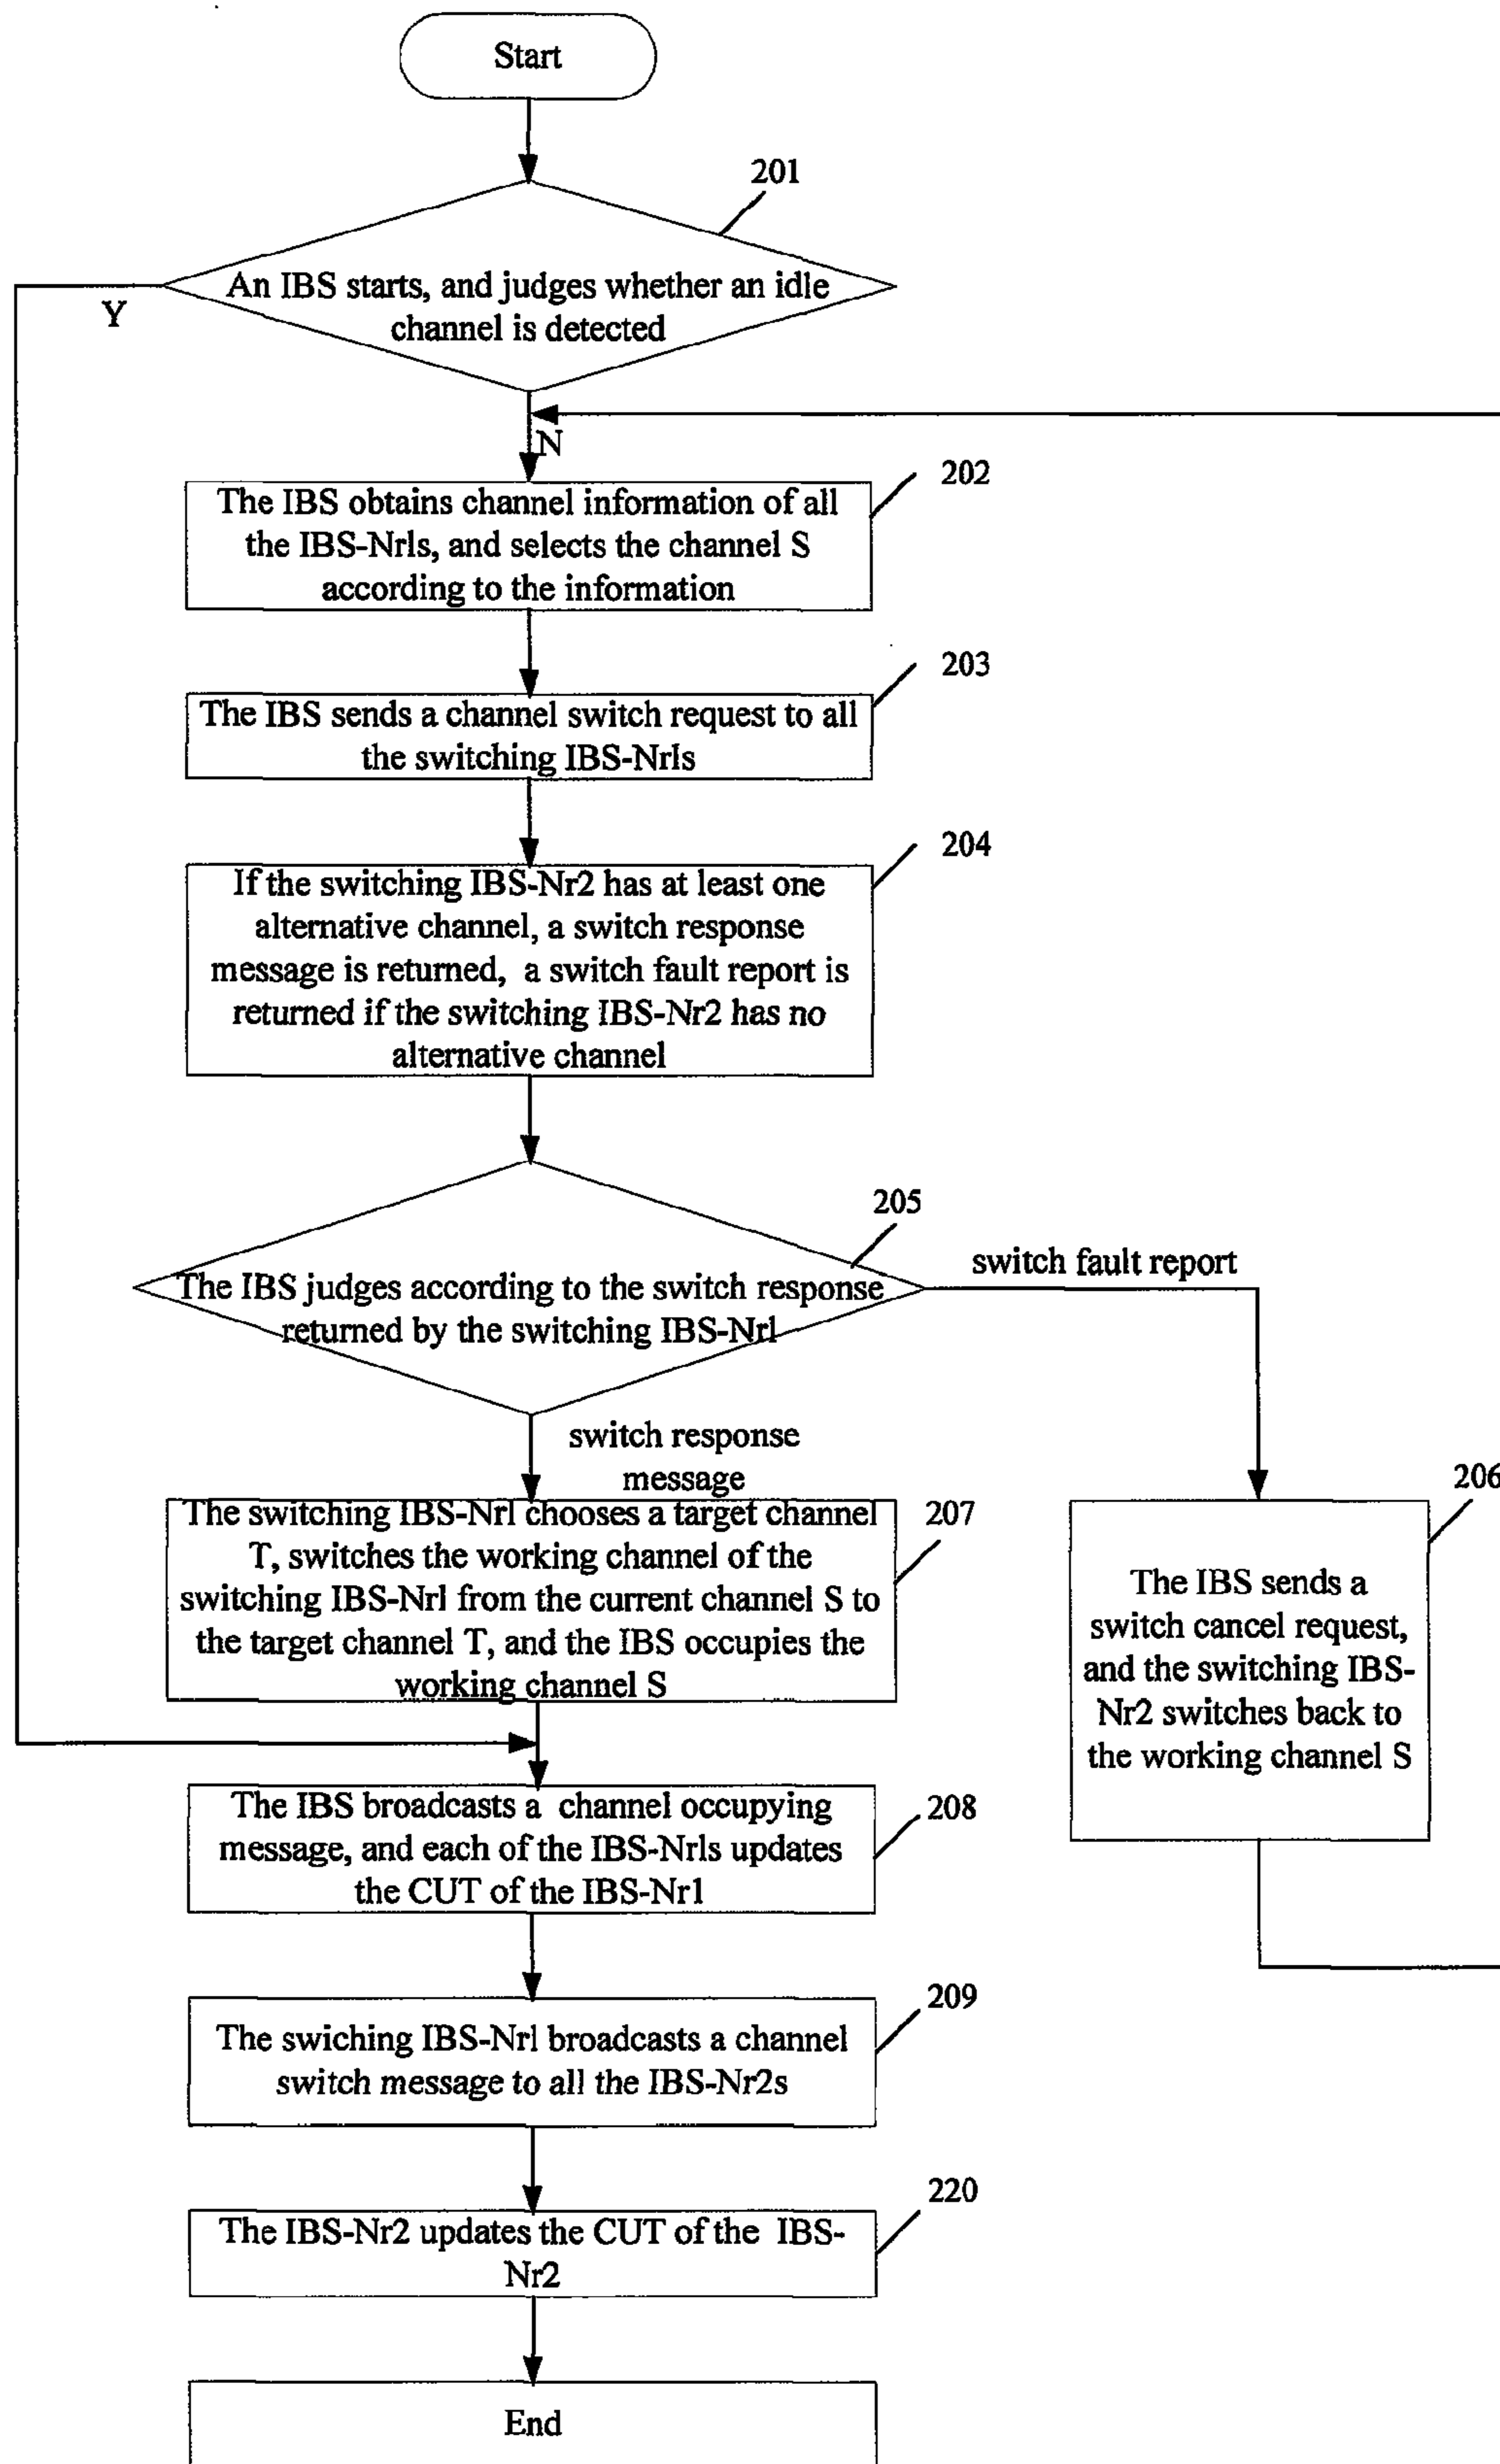 Start
201
An IBS starts, and judges whether an idle
channel is detected
Y
N
202
The IBS obtains channel information of all
the IBS-Nrls, and selects the channel S
according to the information
203
The IBS sends a channel switch request to all
the switching IBS-Nrls
204
If the switching IBS-Nr2 has at least one
alternative channel, a switch response
message is returned, a switch fault report is
returned if the switching IBS-Nr2 has no
alternative channel
205
The IBS judges according to the switch response
returned by the switching IBS-Nrl
switch fault report
switch response
message
206
The IBS sends a
switch cancel request,
and the switching IBS-
Nr2 switches back to
the working channel S
207
The switching IBS-Nrl chooses a target channel
T, switches the working channel of the
switching IBS-Nrl from the current channel S to
the target channel T, and the IBS occupies the
working channel S
208
The IBS broadcasts a channel occupying
message, and each of the IBS-Nrls updates
the CUT of the IBS-Nr1
209
The swiching IBS-Nrl broadcasts a channel
switch message to all the IBS-Nr2s
220
The IBS-Nr2 updates the CUT of the IBS-
Nr2
End